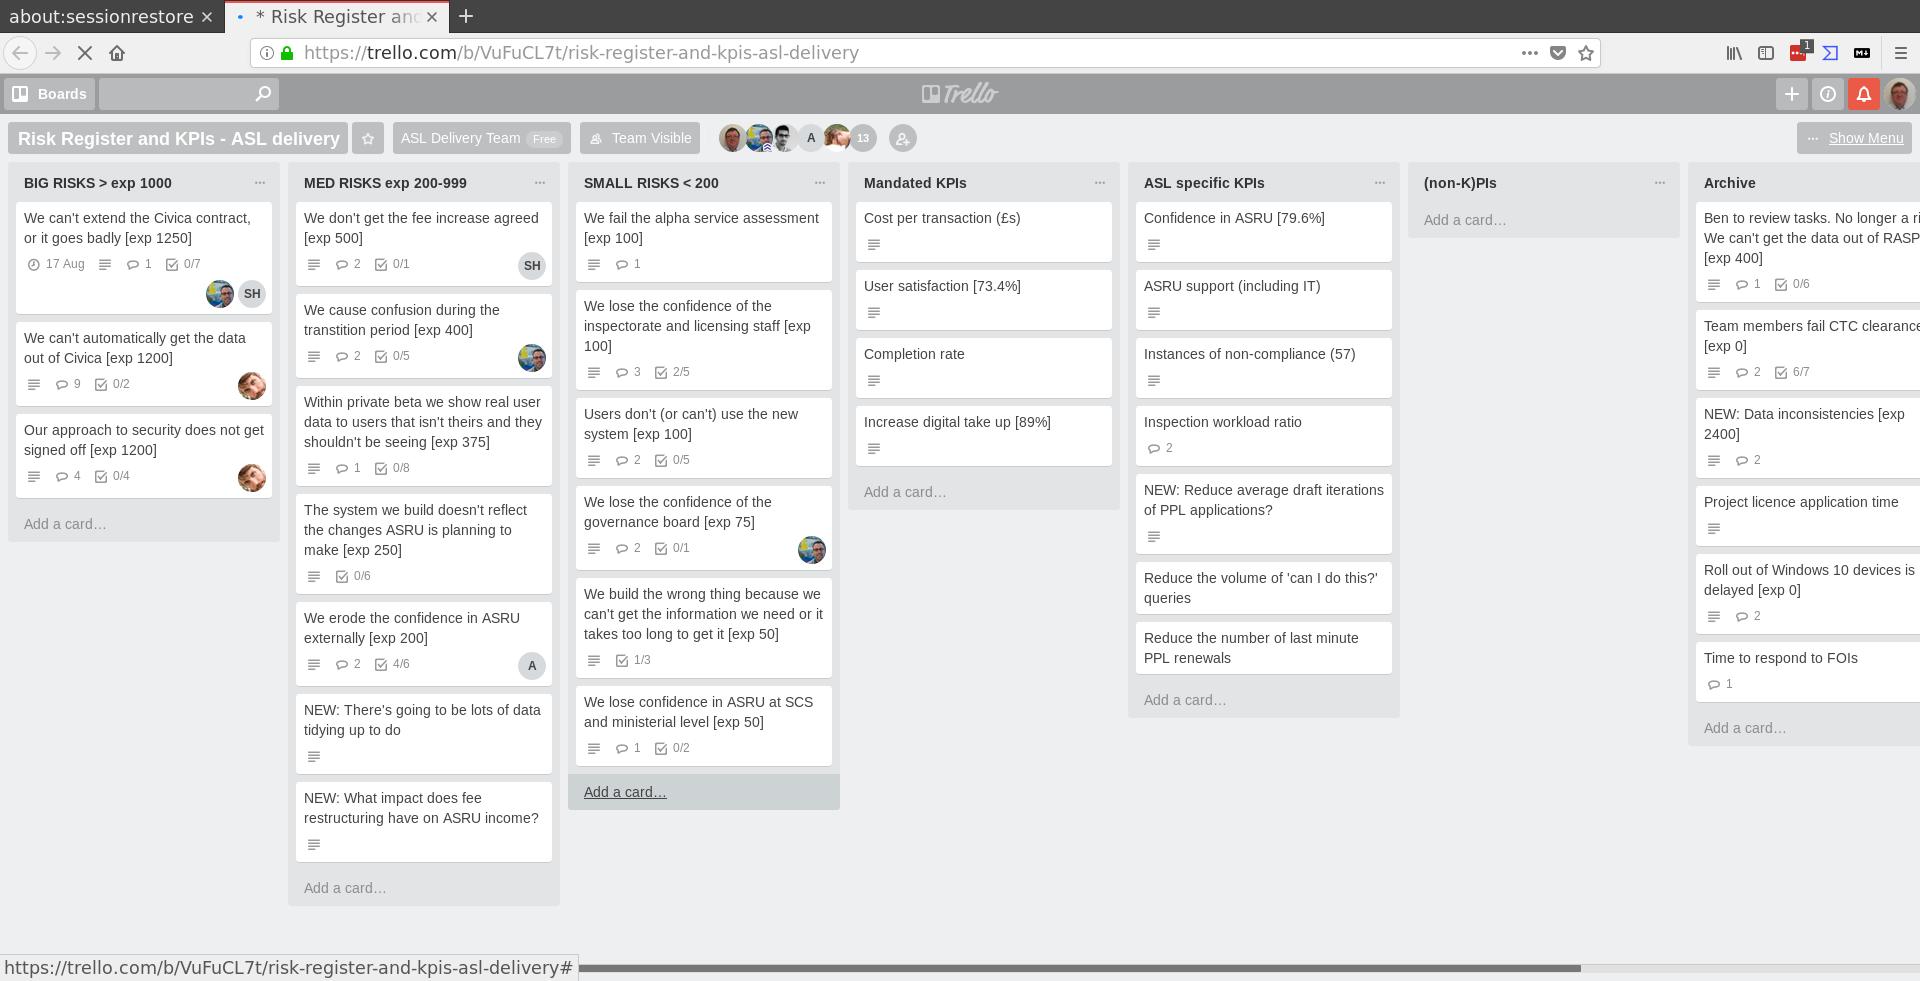 about:sessionrestore
* Risk Register and
1
https://trello.com/b/VuFuCL7t/risk-register-and-kpis-asl-delivery
Boards
Trello
Risk Register and KPIs - ASL delivery
ASL Delivery Team Free
Team Visible
A
13
Show Menu
BIG RISKS > exp 1000
We can't extend the Civica contract,
or it goes badly [exp 1250]
17 Aug 1 0/7
SH
We can't automatically get the data
out of Civica [exp 1200]
9 0/2
Our approach to security does not get
signed off [exp 1200]
4 0/4
Add a card…
MED RISKS exp 200-999
We don't get the fee increase agreed
[exp 500]
2 0/1 SH
We cause confusion during the
transtition period [exp 400]
2 0/5
Within private beta we show real user
data to users that isn't theirs and they
shouldn't be seeing [exp 375]
1 0/8
The system we build doesn't reflect
the changes ASRU is planning to
make [exp 250]
0/6
We erode the confidence in ASRU
externally [exp 200]
2 4/6 A
NEW: There's going to be lots of data
tidying up to do
NEW: What impact does fee
restructuring have on ASRU income?
Add a card…
SMALL RISKS < 200
We fail the alpha service assessment
[exp 100]
1
We lose the confidence of the
inspectorate and licensing staff [exp
100]
3 2/5
Users don't (or can't) use the new
system [exp 100]
2 0/5
We lose the confidence of the
governance board [exp 75]
2 0/1
We build the wrong thing because we
can't get the information we need or it
takes too long to get it [exp 50]
1/3
We lose confidence in ASRU at SCS
and ministerial level [exp 50]
1 0/2
Add a card…
Mandated KPIs
Cost per transaction (£s)
User satisfaction [73.4%]
Completion rate
Increase digital take up [89%]
Add a card…
ASL specific KPIs
Confidence in ASRU [79.6%]
ASRU support (including IT)
Instances of non-compliance (57)
Inspection workload ratio
2
NEW: Reduce average draft iterations
of PPL applications?
Reduce the volume of 'can I do this?'
queries
Reduce the number of last minute
PPL renewals
Add a card…
(non-K)PIs
Add a card…
Archive
Ben to review tasks. No longer a ri
We can't get the data out of RASP
[exp 400]
1 0/6
Team members fail CTC clearance
[exp 0]
2 6/7
NEW: Data inconsistencies [exp
2400]
2
Project licence application time
Roll out of Windows 10 devices is
delayed [exp 0]
2
Time to respond to FOIs
1
Add a card…
https://trello.com/b/VuFuCL7t/risk-register-and-kpis-asl-delivery#